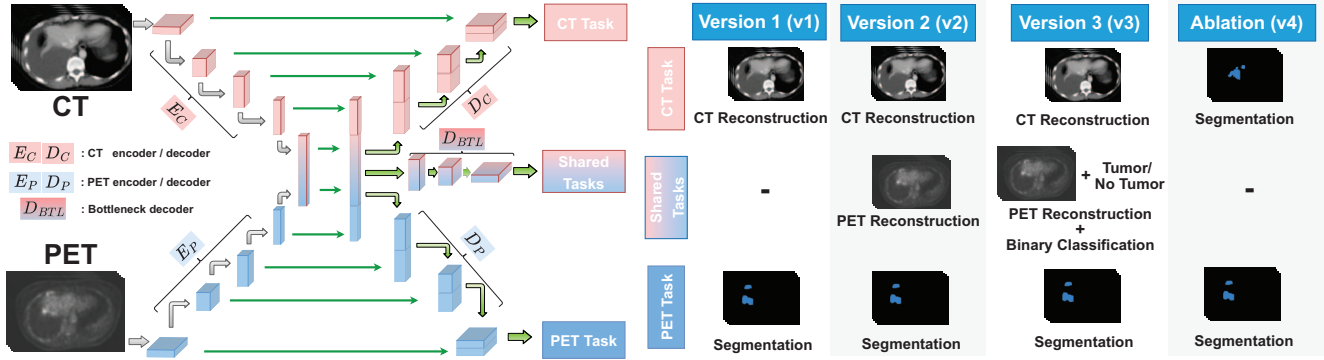 CT
E_C
D_C
CT Task
E_C D_C : CT encoder / decoder
E_P D_P : PET encoder / decoder
D_BTL : Bottleneck decoder
D_BTL
Shared
Tasks
PET
E_P
D_P
PET Task
Version 1 (v1)
Version 2 (v2)
Version 3 (v3)
Ablation (v4)
CT Task
CT Reconstruction
CT Reconstruction
CT Reconstruction
Segmentation
Shared
Tasks
-
PET Reconstruction
+ Tumor/
No Tumor
PET Reconstruction
+
Binary Classification
-
PET Task
Segmentation
Segmentation
Segmentation
Segmentation